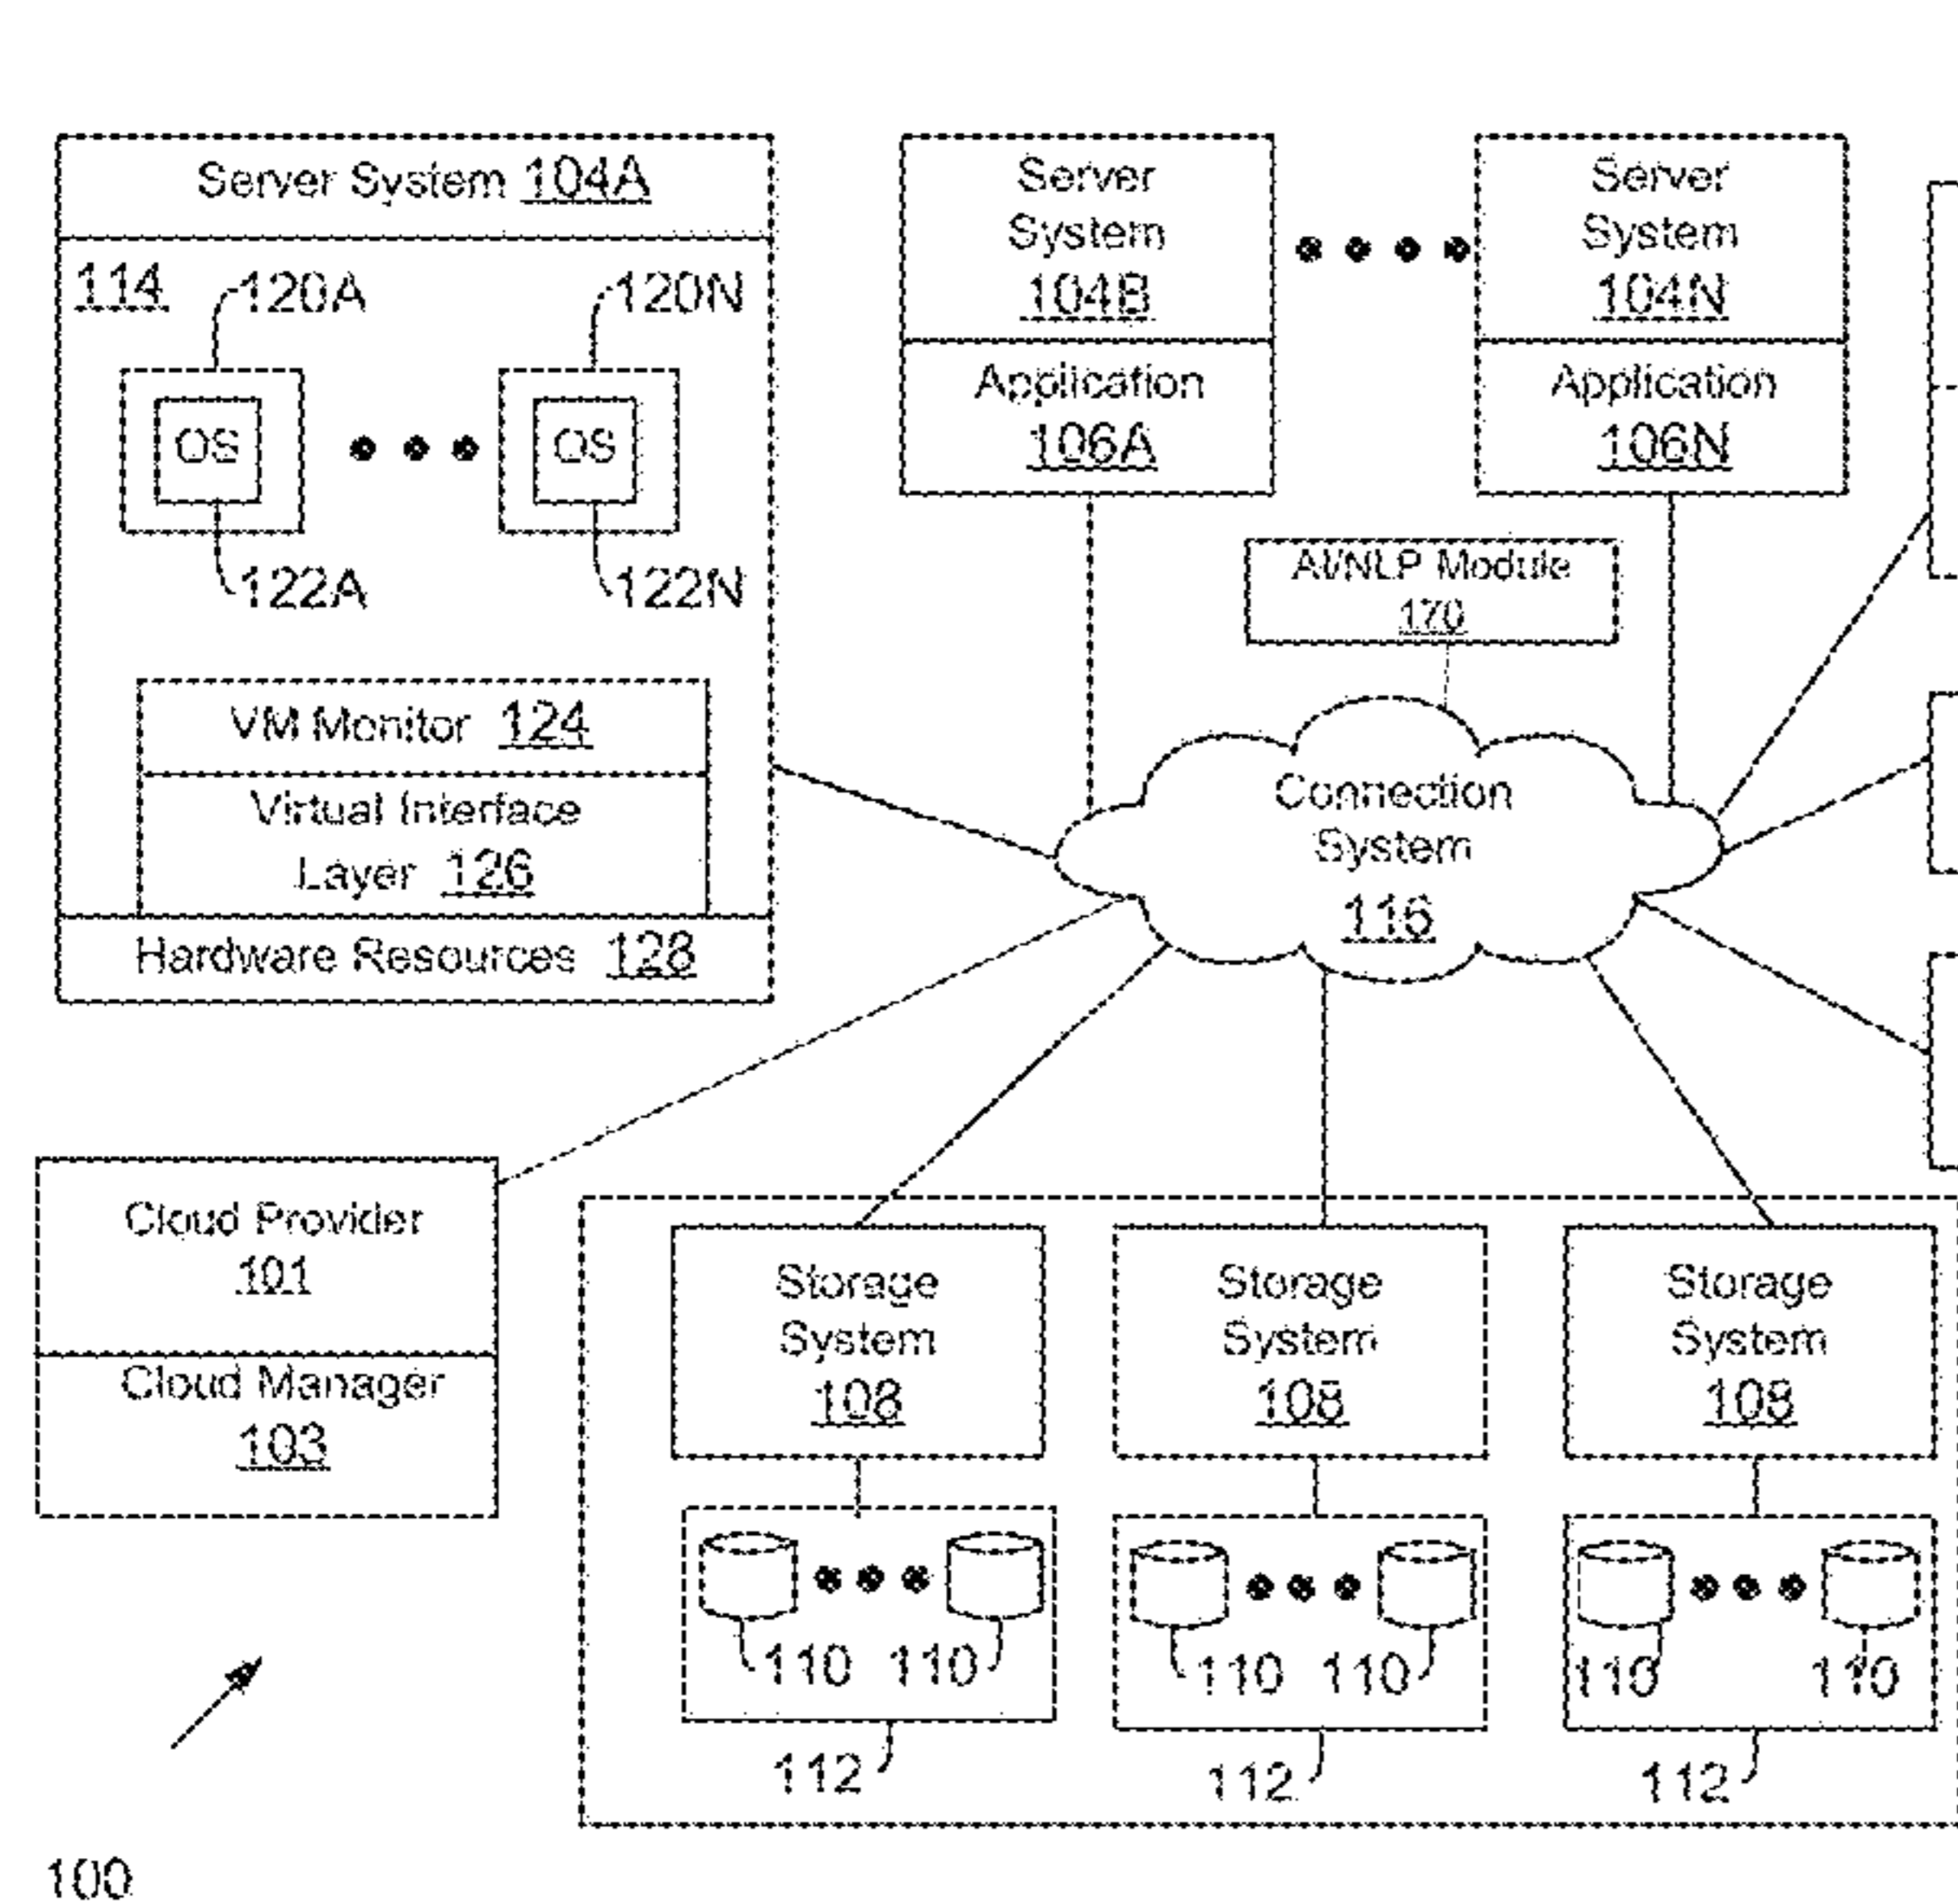 Server System 104A
114
120A
120N
OS
OS
122A
122N
VM Monitor 124
Virtual Interface
Layer 126
Hardware Resources 128
Server
System
104B
Application
106A
Server
System
104N
Application
106N
AI/NLP Module
170
Connection
System
116
Cloud Provider
101
Cloud Manager
103
Storage
System
108
Storage
System
108
Storage
System
108
110 110
110 110
110 110
112
112
112
100